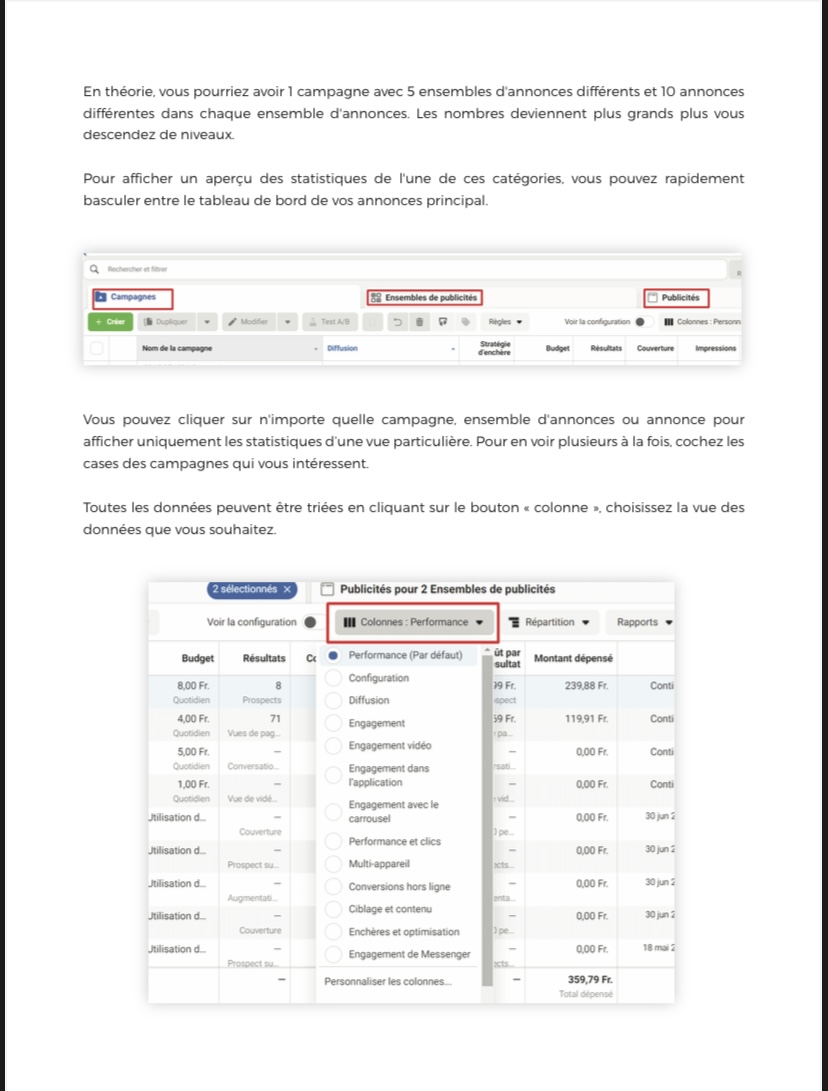 En théorie, vous pourriez avoir 1 campagne avec 5 ensembles d'annonces différents et 10 annonces
différentes dans chaque ensemble d'annonces. Les nombres deviennent plus grands plus vous
descendez de niveaux.
Pour afficher un aperçu des statistiques de l'une de ces catégories, vous pouvez rapidement
basculer entre le tableau de bord de vos annonces principal.
Rechercher et filtrer
Campagnes
Ensembles de publicités
Publicités
+ Créer Dupliquer Modifier Test A/B Règles Voir la configuration Colonnes : Personn
Nom de la campagne Diffusion Stratégie d'enchère Budget Résultats Couverture Impressions
Vous pouvez cliquer sur n'importe quelle campagne, ensemble d'annonces ou annonce pour
afficher uniquement les statistiques d'une vue particulière. Pour en voir plusieurs à la fois, cochez les
cases des campagnes qui vous intéressent.
Toutes les données peuvent être triées en cliquant sur le bouton « colonne », choisissez la vue des
données que vous souhaitez.
2 sélectionnés × Publicités pour 2 Ensembles de publicités
Voir la configuration Colonnes : Performance Répartition Rapports
Budget Résultats Co ût par sultat Montant dépensé
8,00 Fr. 8 99 Fr. 239,88 Fr. Conti
Quotidien Prospects spect
4,00 Fr. 71 59 Fr. 119,91 Fr. Conti
Quotidien Vues de pag... pa...
5,00 Fr. — — 0,00 Fr. Conti
Quotidien Conversatio... rsati...
1,00 Fr. — — 0,00 Fr. Conti
Quotidien Vue de vidé... vid...
Utilisation d... — — 0,00 Fr. 30 jun 2
Couverture 0 pe...
Utilisation d... — — 0,00 Fr. 30 jun 2
Prospect su... ects...
Utilisation d... — — 0,00 Fr. 30 jun 2
Augmentati... enta...
Utilisation d... — — 0,00 Fr. 30 jun 2
Couverture 0 pe...
Utilisation d... — — 0,00 Fr. 18 mai 2
Prospect su... ects...
— — 359,79 Fr.
Total dépensé
Performance (Par défaut)
Configuration
Diffusion
Engagement
Engagement vidéo
Engagement dans
l'application
Engagement avec le
carrousel
Performance et clics
Multi-appareil
Conversions hors ligne
Ciblage et contenu
Enchères et optimisation
Engagement de Messenger
Personnaliser les colonnes...